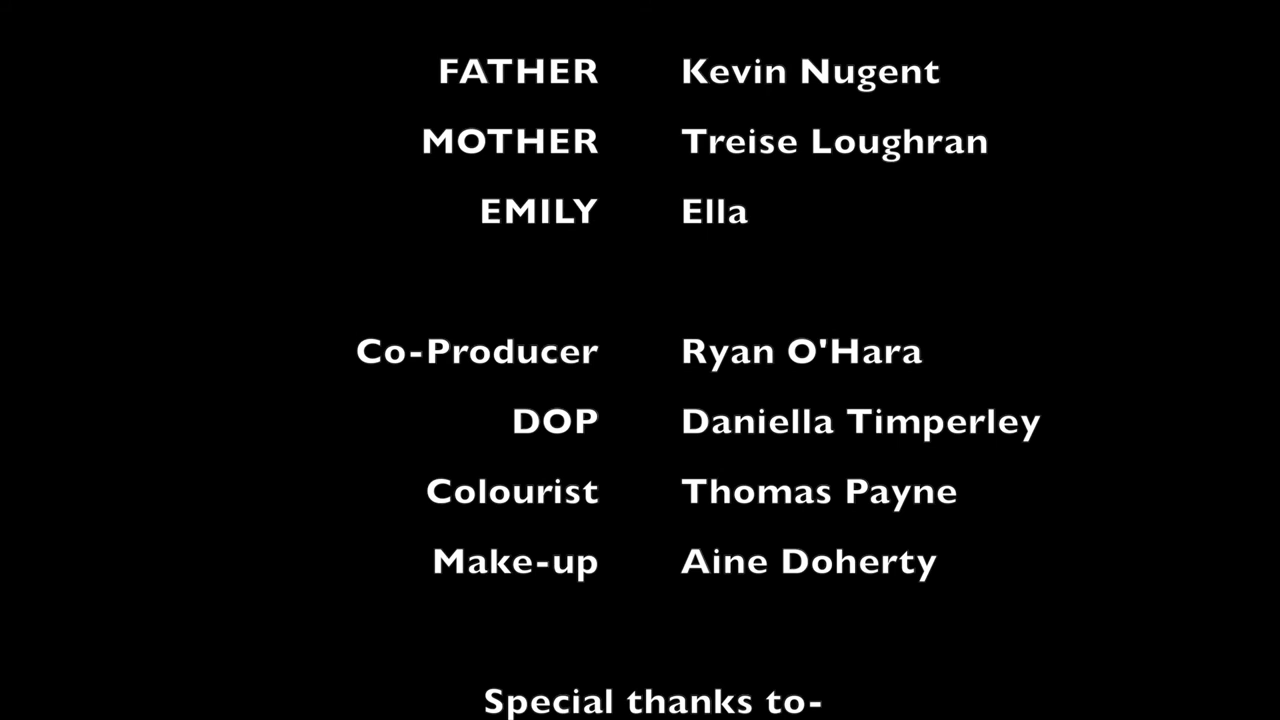 FATHER Kevin Nugent
MOTHER Treise Loughran
EMILY Ella
Co-Producer Ryan O'Hara
DOP Daniella Timperley
Colourist Thomas Payne
Make-up Aine Doherty
Special thanks to-